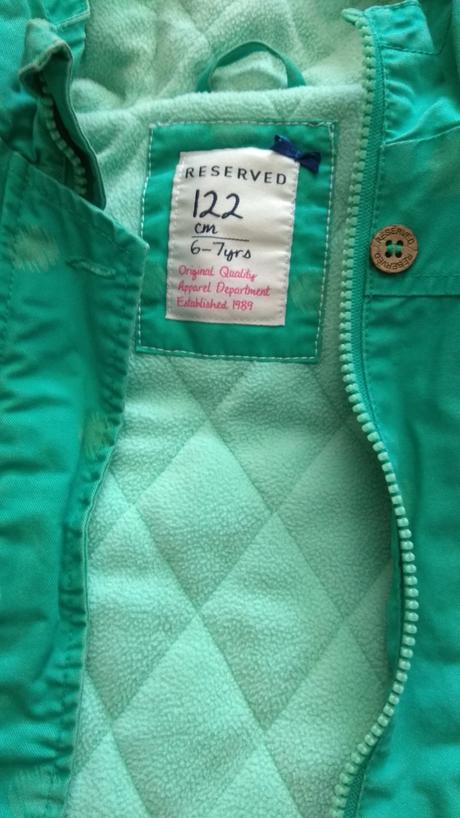 RESERVED
122
cm
6-7yrs
Original Quality
Apparel Department
Established 1989
RESERVED
RESERVED